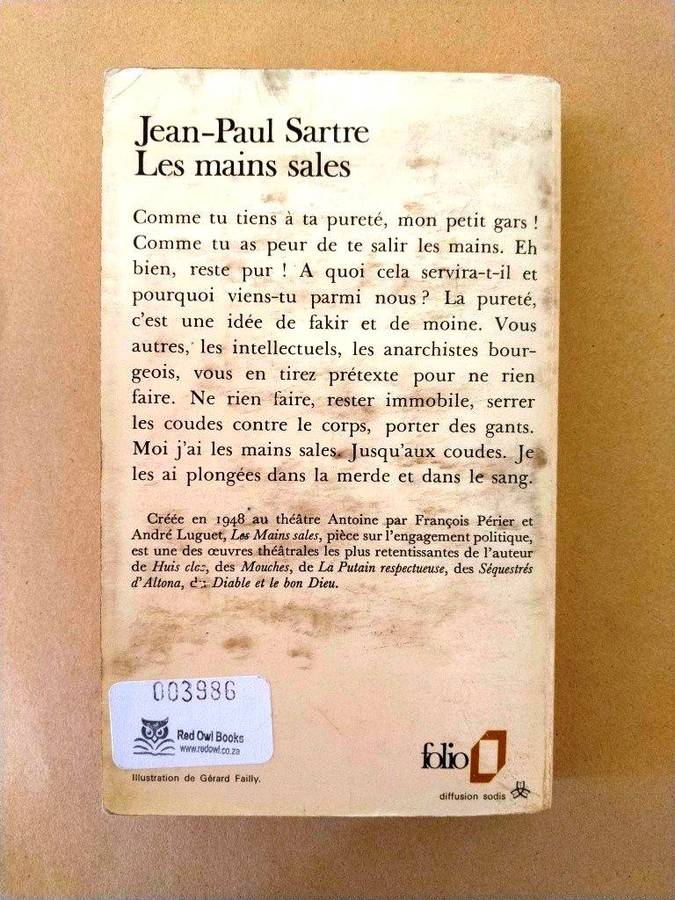 Jean-Paul Sartre
Les mains sales
Comme tu tiens à ta pureté, mon petit gars !
Comme tu as peur de te salir les mains. Eh
bien, reste pur ! A quoi cela servira-t-il et
pourquoi viens-tu parmi nous ? La pureté,
c'est une idée de fakir et de moine. Vous
autres, les intellectuels, les anarchistes bour-
geois, vous en tirez prétexte pour ne rien
faire. Ne rien faire, rester immobile, serrer
les coudes contre le corps, porter des gants.
Moi j'ai les mains sales. Jusqu'aux coudes. Je
les ai plongées dans la merde et dans le sang.
Créée en 1948 au théâtre Antoine par François Périer et
André Luguet, Les Mains sales, pièce sur l'engagement politique,
est une des œuvres théâtrales les plus retentissantes de l'auteur
de Huis clos, des Mouches, de La Putain respectueuse, des Séquestrés
d'Altona, du Diable et le bon Dieu.
003986
Red Owl Books
www.redowl.co.za
Illustration de Gérard Failly.
folio
diffusion sodis